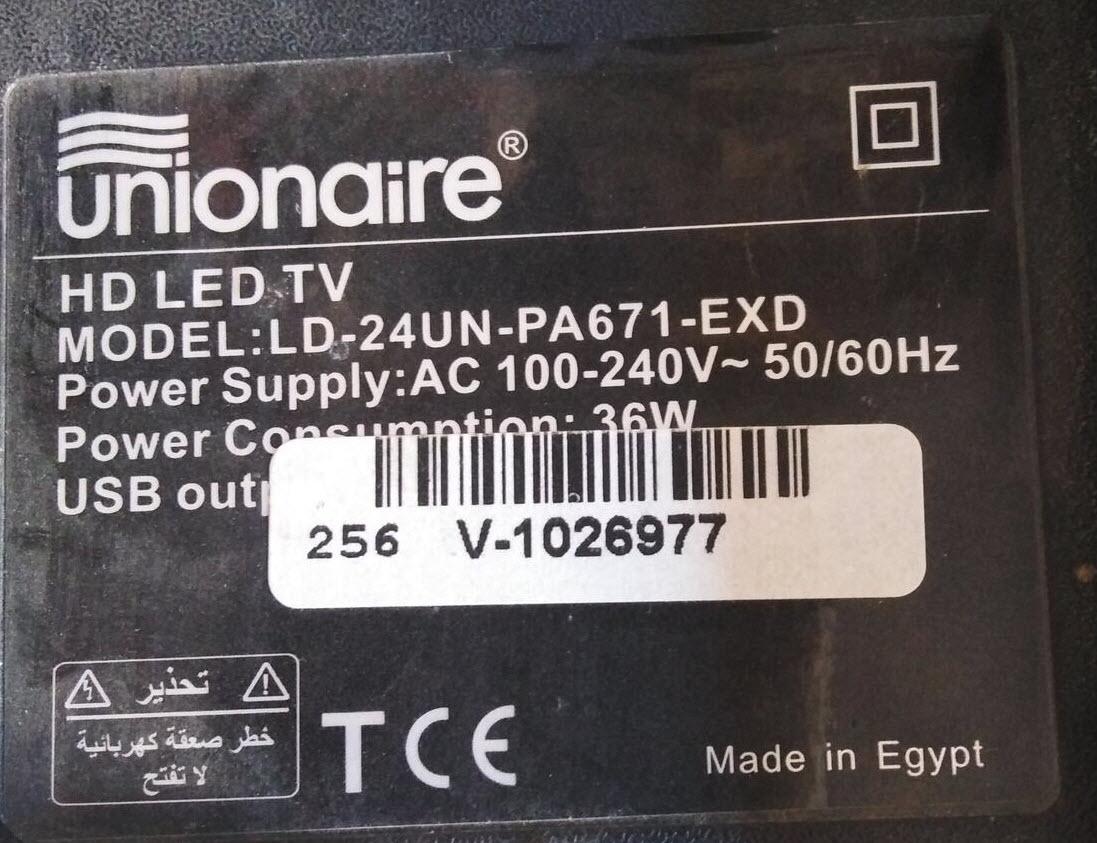 unionaire®
HD LED TV
MODEL:LD-24UN-PA671-EXD
Power Supply:AC 100-240V~ 50/60Hz
Power Consumption: 36W
USB
256 V-1026977
تحذير
خطر صعقة كهربائية
لا تفتح
T CE
Made in Egypt